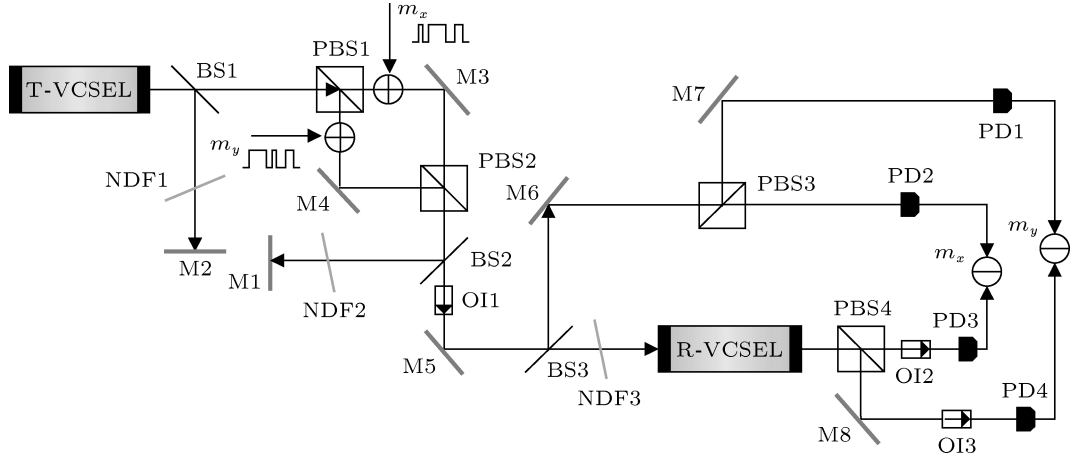 m_x
PBS1
M3
BS1
T-VCSEL
M7
PD1
m_y
PBS2
NDF1
M4
M6
PBS3
PD2
m_y
m_x
BS2
M2
M1
OI1
NDF2
PBS4
PD3
R-VCSEL
M5
BS3
OI2
NDF3
PD4
M8
OI3